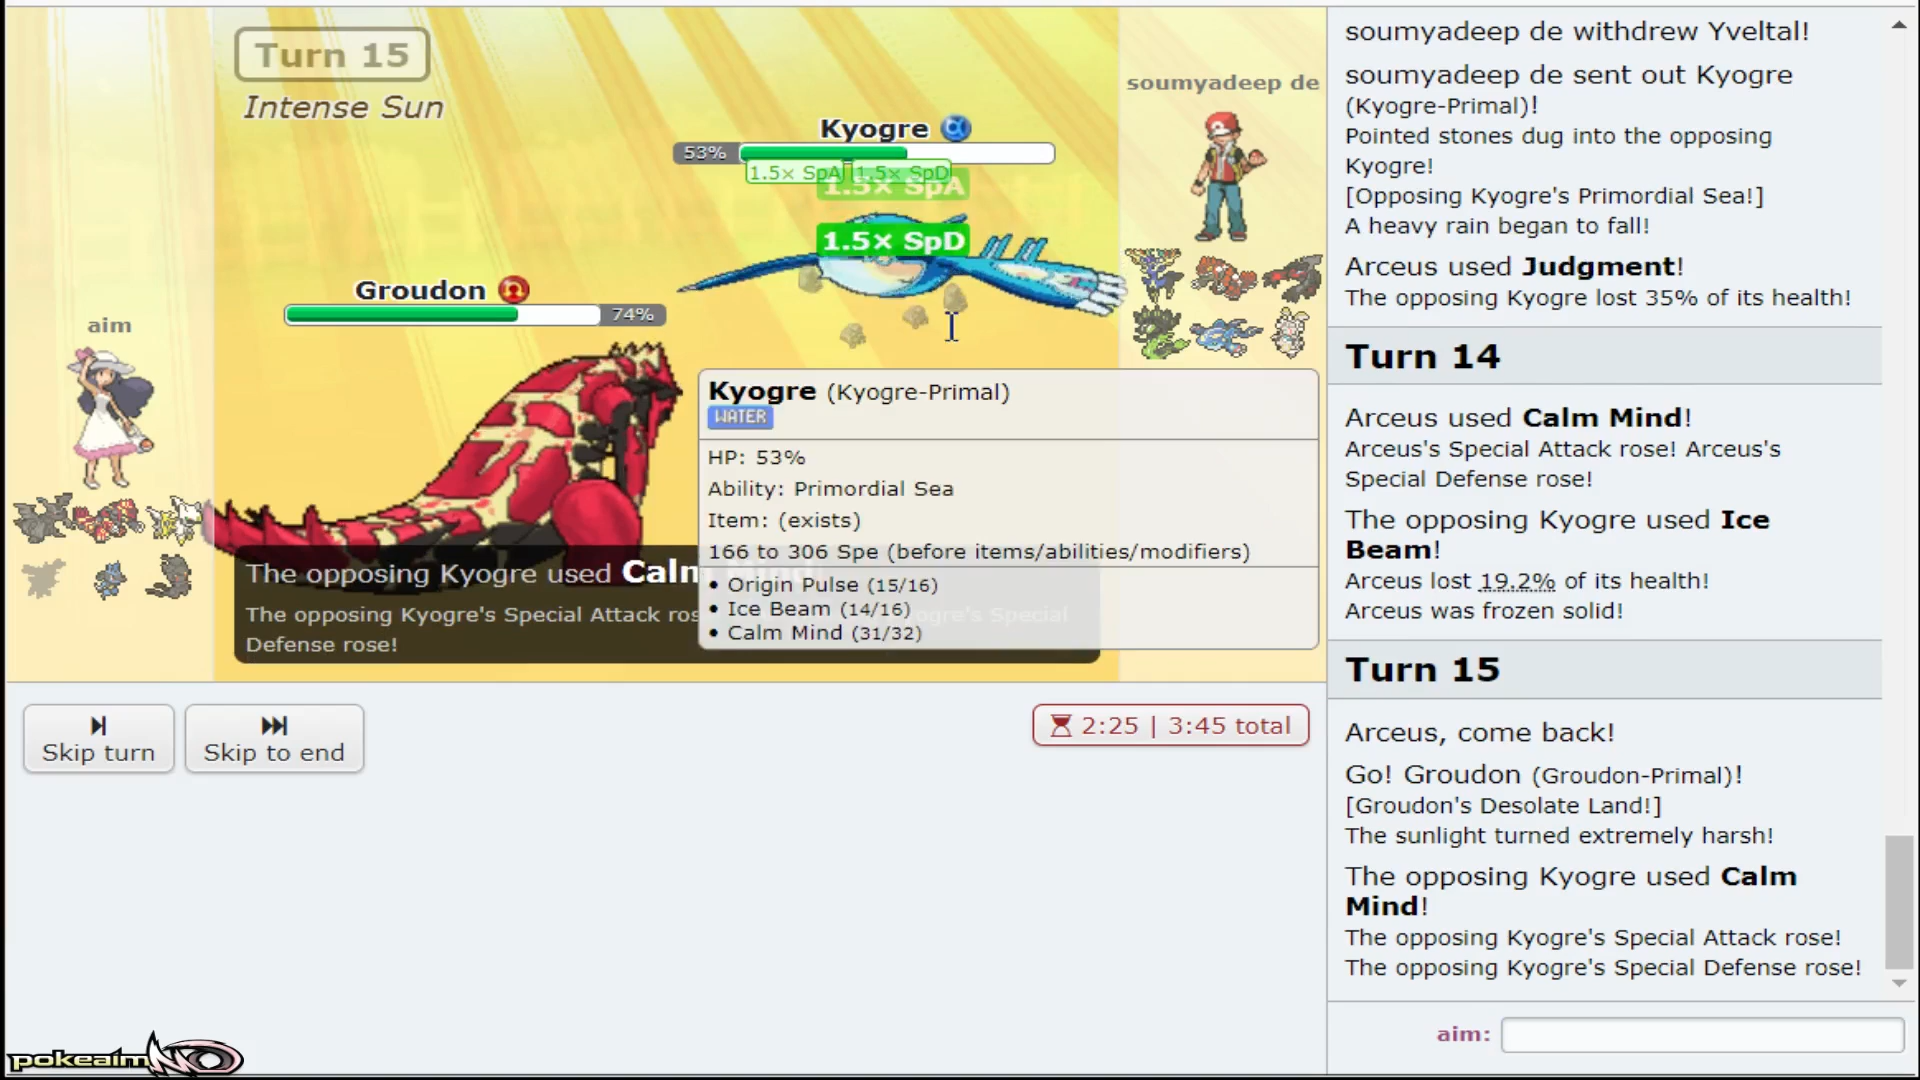 Turn 15
Intense Sun
soumyadeep de
Kyogre
53%
1.5× SpA 1.5× SpD
1.5× SpA
1.5× SpD
Groudon
74%
aim
Kyogre (Kyogre-Primal)
WATER
HP: 53%
Ability: Primordial Sea
Item: (exists)
166 to 306 Spe (before items/abilities/modifiers)
• Origin Pulse (15/16)
• Ice Beam (14/16)
• Calm Mind (31/32)
The opposing Kyogre used Calm Mind!
The opposing Kyogre's Special Attack rose! The opposing Kyogre's Special
Defense rose!
Skip turn
Skip to end
2:25 | 3:45 total
soumyadeep de withdrew Yveltal!
soumyadeep de sent out Kyogre
(Kyogre-Primal)!
Pointed stones dug into the opposing
Kyogre!
[Opposing Kyogre's Primordial Sea!]
A heavy rain began to fall!
Arceus used Judgment!
The opposing Kyogre lost 35% of its health!
Turn 14
Arceus used Calm Mind!
Arceus's Special Attack rose! Arceus's
Special Defense rose!
The opposing Kyogre used Ice
Beam!
Arceus lost 19.2% of its health!
Arceus was frozen solid!
Turn 15
Arceus, come back!
Go! Groudon (Groudon-Primal)!
[Groudon's Desolate Land!]
The sunlight turned extremely harsh!
The opposing Kyogre used Calm
Mind!
The opposing Kyogre's Special Attack rose!
The opposing Kyogre's Special Defense rose!
aim:
pokeaimMD